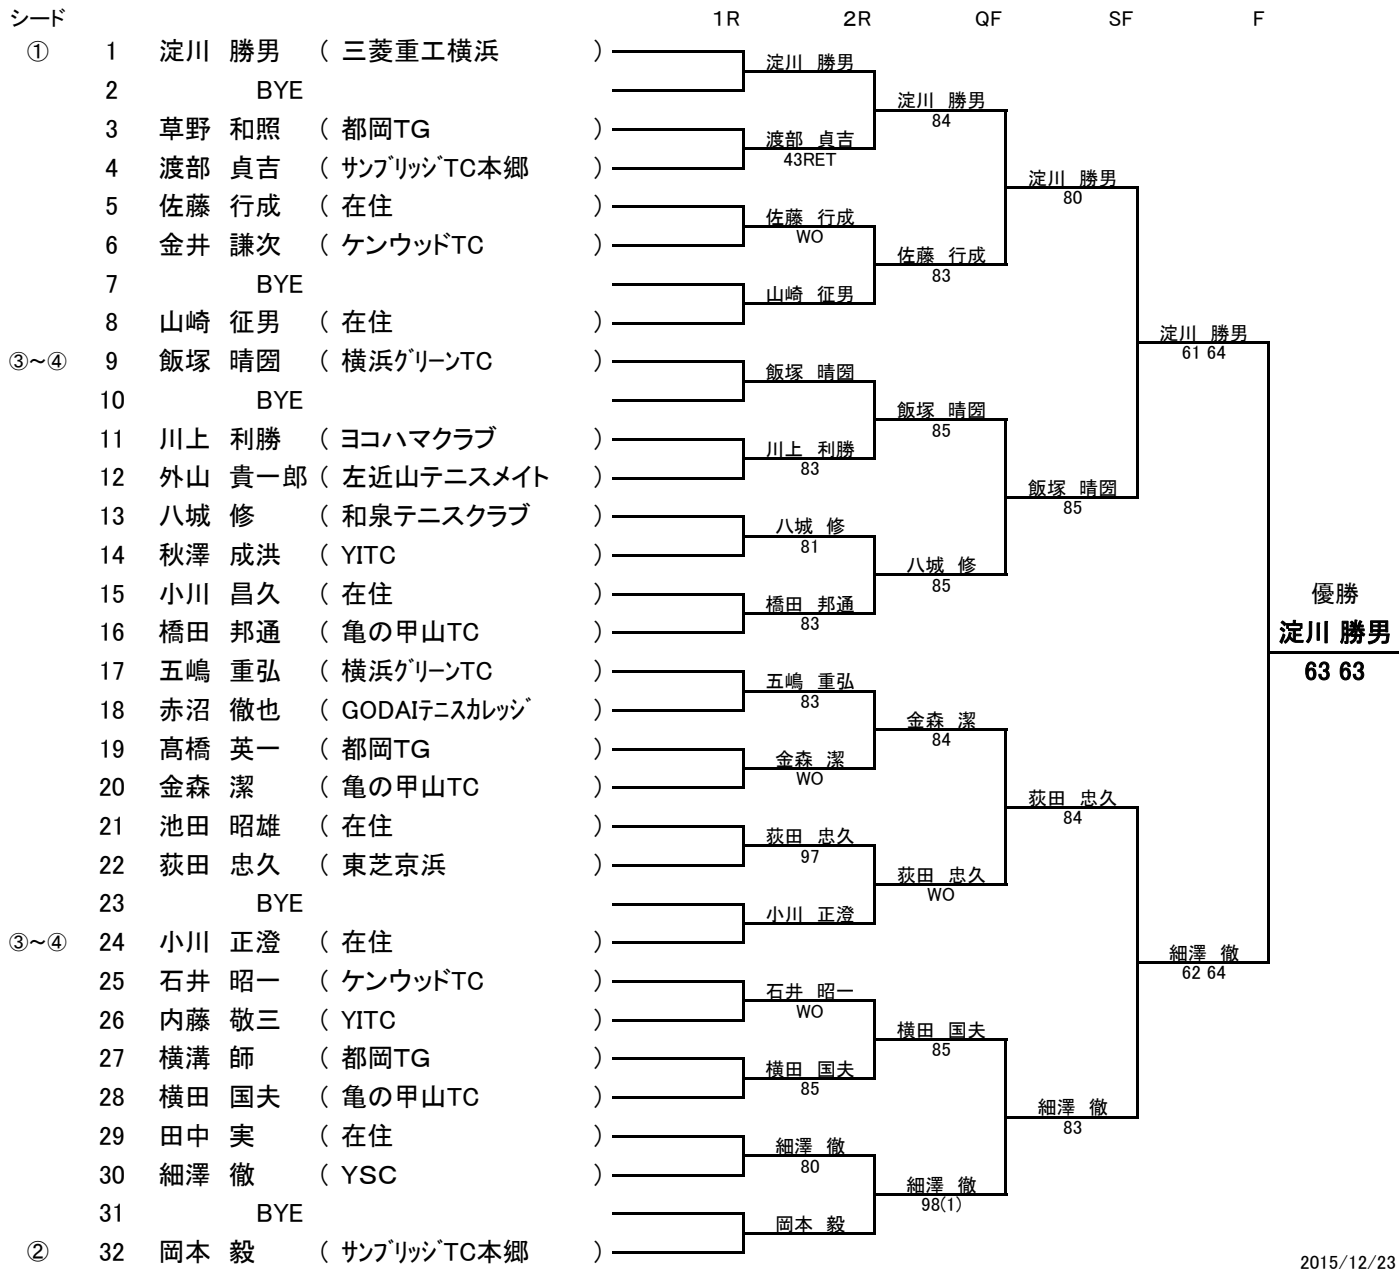 シード 1R 2R QF SF F
① 1 淀川 勝男 ( 三菱重工横浜 )
淀川 勝男
2 BYE
淀川 勝男
84
3 草野 和照 ( 都岡TG )
渡部 貞吉
43RET
4 渡部 貞吉 ( サンブリッジTC本郷 )
淀川 勝男
80
5 佐藤 行成 ( 在住 )
佐藤 行成
WO
6 金井 謙次 ( ケンウッドTC )
佐藤 行成
83
7 BYE
山崎 征男
8 山崎 征男 ( 在住 )
淀川 勝男
61 64
③~④ 9 飯塚 晴圀 ( 横浜グリーンTC )
飯塚 晴圀
10 BYE
飯塚 晴圀
85
11 川上 利勝 ( ヨコハマクラブ )
川上 利勝
83
12 外山 貴一郎 ( 左近山テニスメイト )
飯塚 晴圀
85
13 八城 修 ( 和泉テニスクラブ )
八城 修
81
14 秋澤 成洪 ( YITC )
八城 修
85
15 小川 昌久 ( 在住 )
橋田 邦通
83
16 橋田 邦通 ( 亀の甲山TC )
優勝
淀川 勝男
63 63
17 五嶋 重弘 ( 横浜グリーンTC )
五嶋 重弘
83
18 赤沼 徹也 ( GODAIテニスカレッジ )
金森 潔
84
19 髙橋 英一 ( 都岡TG )
金森 潔
WO
20 金森 潔 ( 亀の甲山TC )
荻田 忠久
84
21 池田 昭雄 ( 在住 )
荻田 忠久
97
22 荻田 忠久 ( 東芝京浜 )
荻田 忠久
WO
23 BYE
小川 正澄
③~④ 24 小川 正澄 ( 在住 )
細澤 徹
62 64
25 石井 昭一 ( ケンウッドTC )
石井 昭一
WO
26 内藤 敬三 ( YITC )
横田 国夫
85
27 横溝 師 ( 都岡TG )
横田 国夫
85
28 横田 国夫 ( 亀の甲山TC )
細澤 徹
83
29 田中 実 ( 在住 )
細澤 徹
80
30 細澤 徹 ( YSC )
細澤 徹
98(1)
31 BYE
岡本 毅
② 32 岡本 毅 ( サンブリッジTC本郷 )
2015/12/23